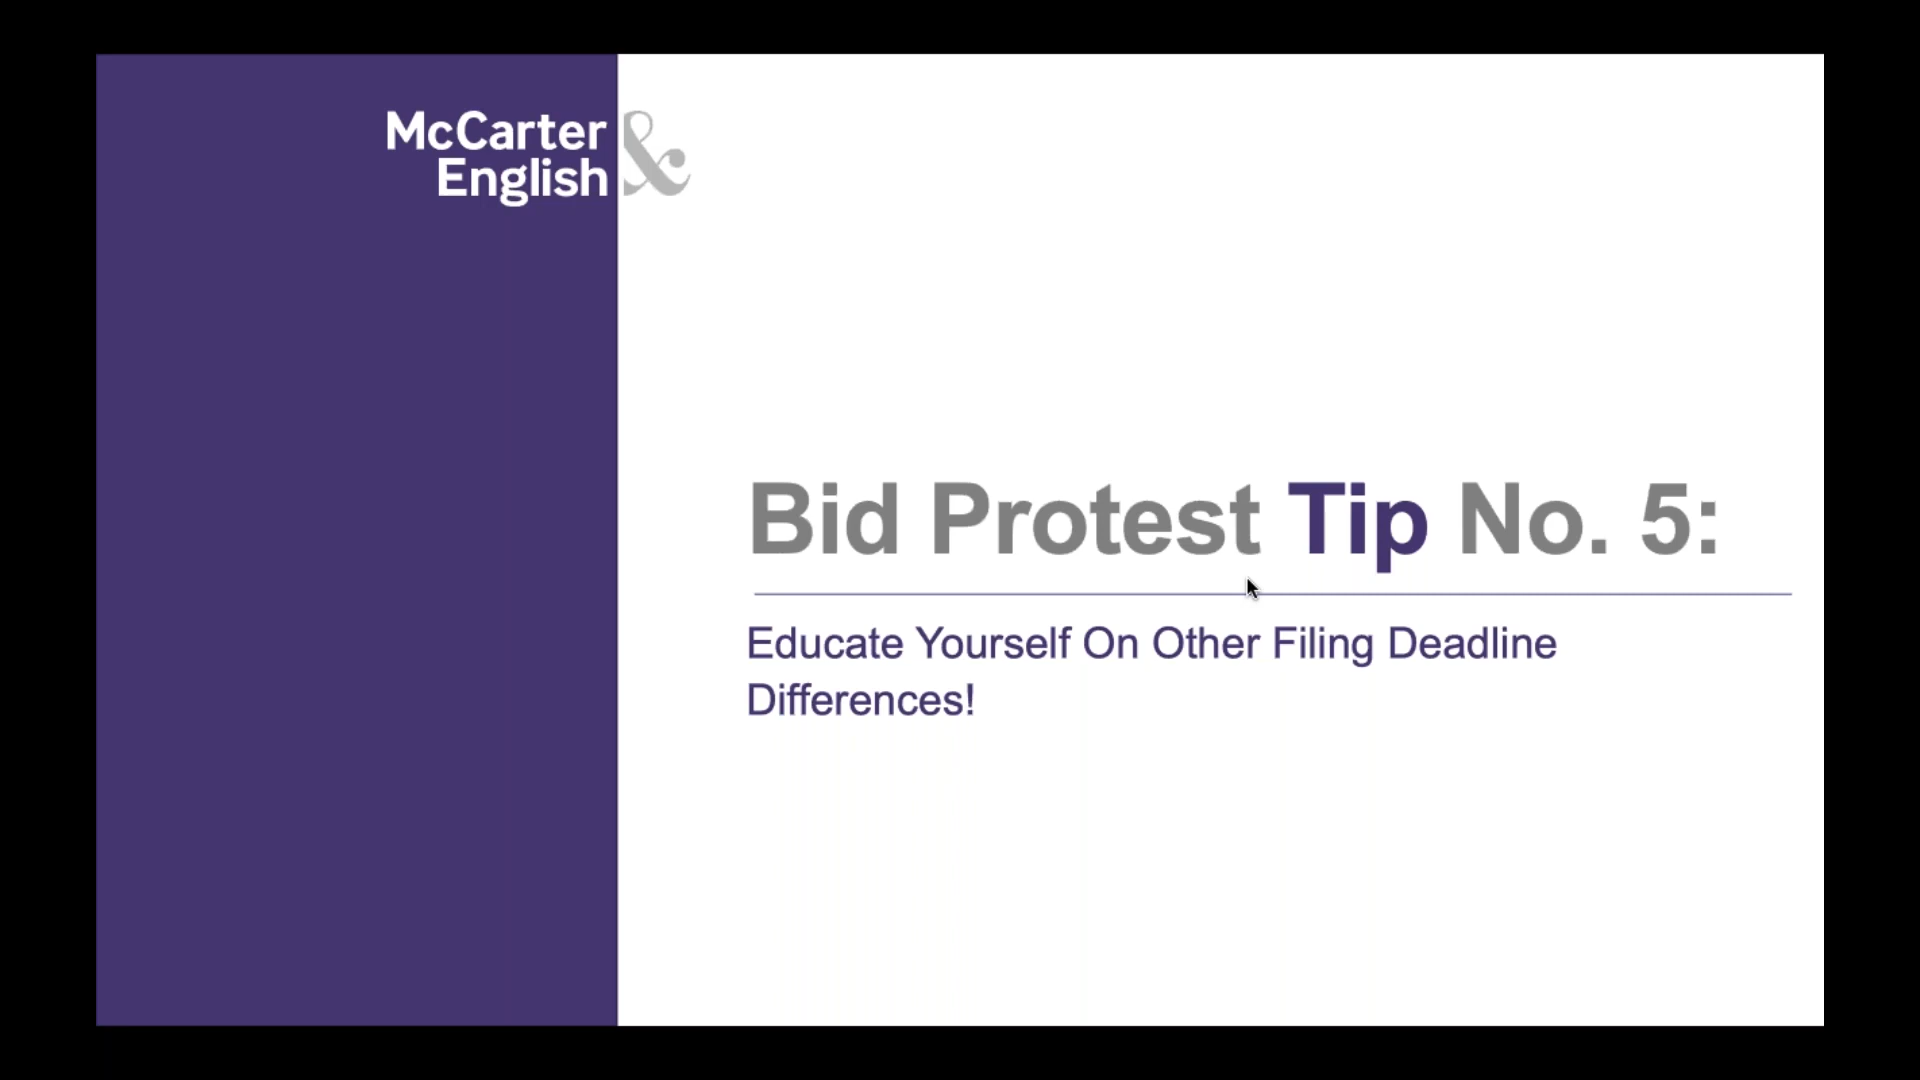 McCarter
English &
Bid Protest Tip No. 5:
Educate Yourself On Other Filing Deadline
Differences!